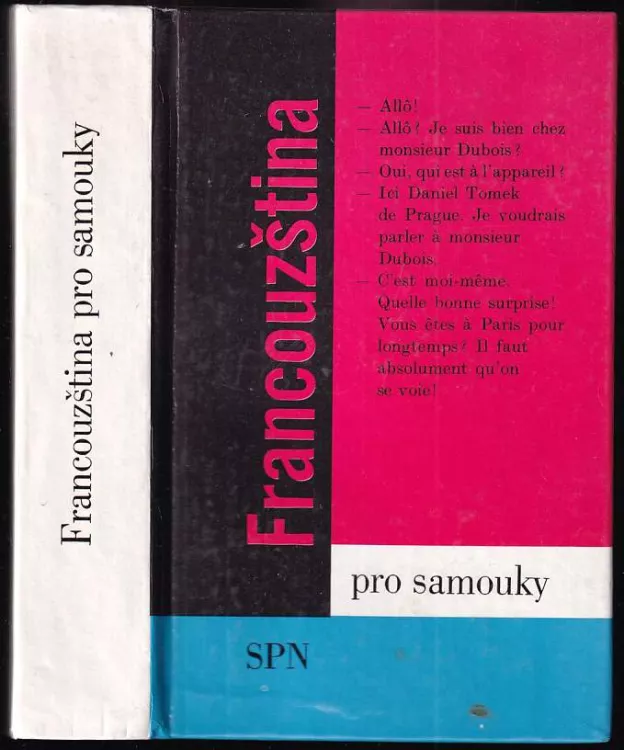 Francouzština pro samouky
Francouzština
— Allô!
— Allô? Je suis bien chez
monsieur Dubois?
— Oui, qui est à l'appareil?
— Ici Daniel Tomek
de Prague. Je voudrais
parler à monsieur
Dubois.
— C'est moi-même.
Quelle bonne surprise!
Vous êtes à Paris pour
longtemps? Il faut
absolument qu'on
se voie!
pro samouky
SPN